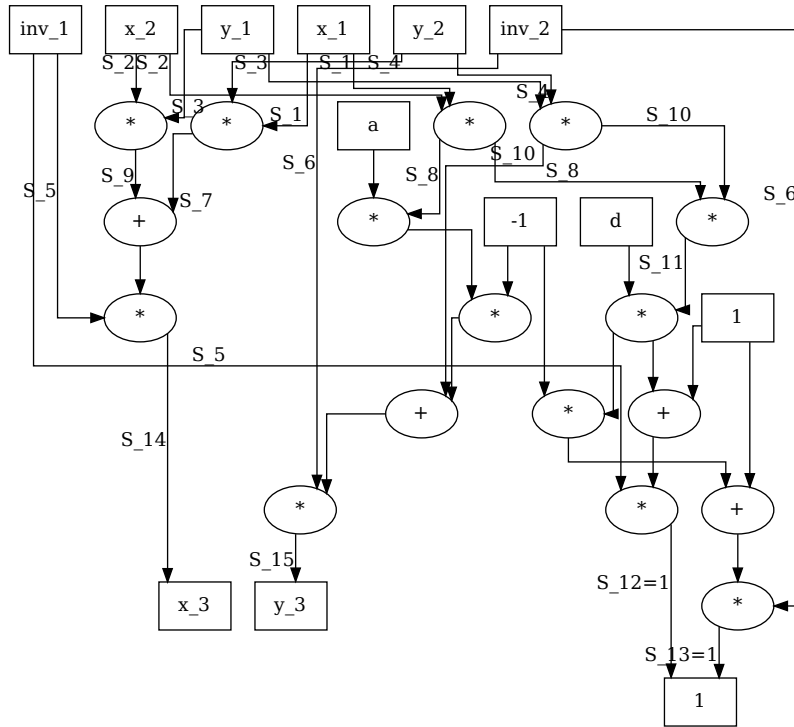 inv_1
x_2
y_1
x_1
y_2
inv_2
S_2
S_2
S_3
S_1
S_4
S_4
S_3
S_1
S_10
*
*
a
*
*
S_10
S_6
S_5
S_9
S_8
S_8
S_7
S_6
+
*
-1
d
*
S_11
*
*
*
1
S_5
+
*
+
S_14
*
*
+
S_15
S_12=1
x_3
y_3
*
S_13=1
1